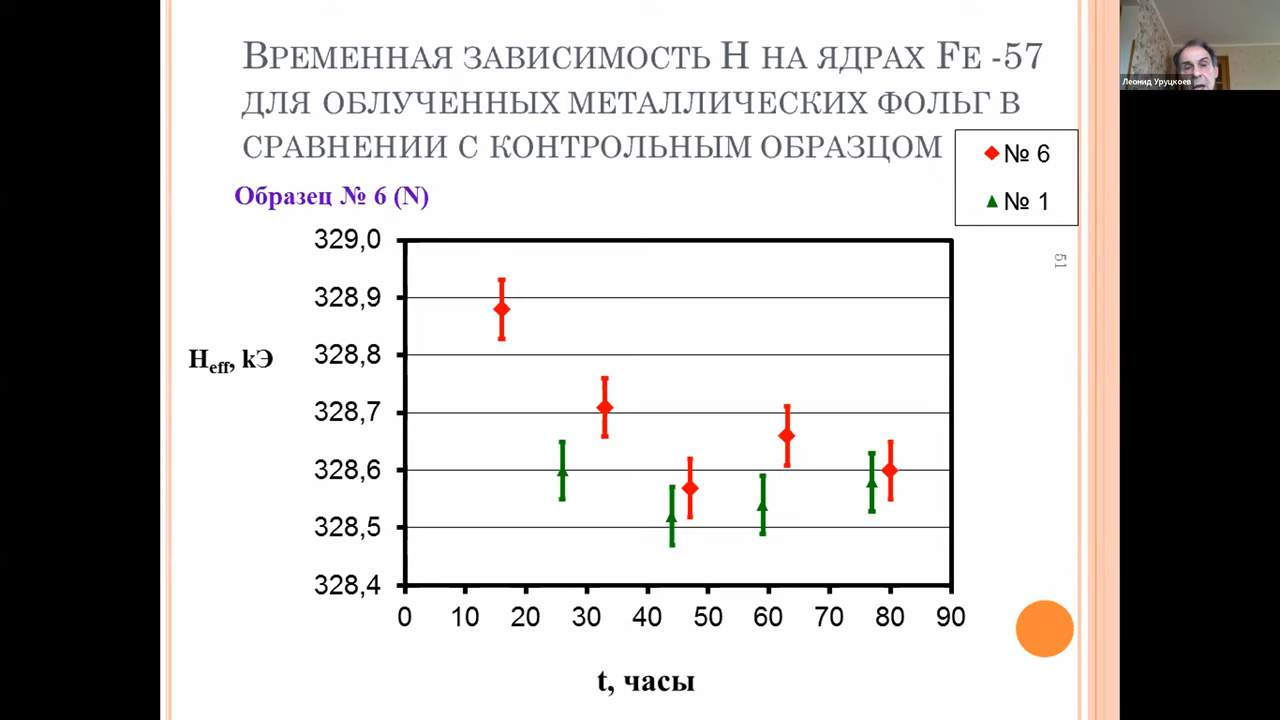 Временная зависимость H на ядрах Fe -57
для облученных металлических фольг в
сравнении с контрольным образцом
Леонид Уруцкоев
№ 6
№ 1
Образец № 6 (N)
51
329,0
328,9
328,8
328,7
328,6
328,5
328,4
Heff, kЭ
0 10 20 30 40 50 60 70 80 90
t, часы